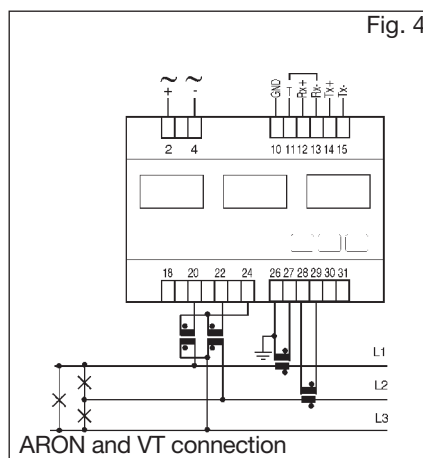 Fig. 4
~ ~
+ -
GND T Rx+ Rx- Tx+ Tx-
2 4 10 11 12 13 14 15
18 20 22 24 26 27 28 29 30 31
L1
L2
L3
ARON and VT connection